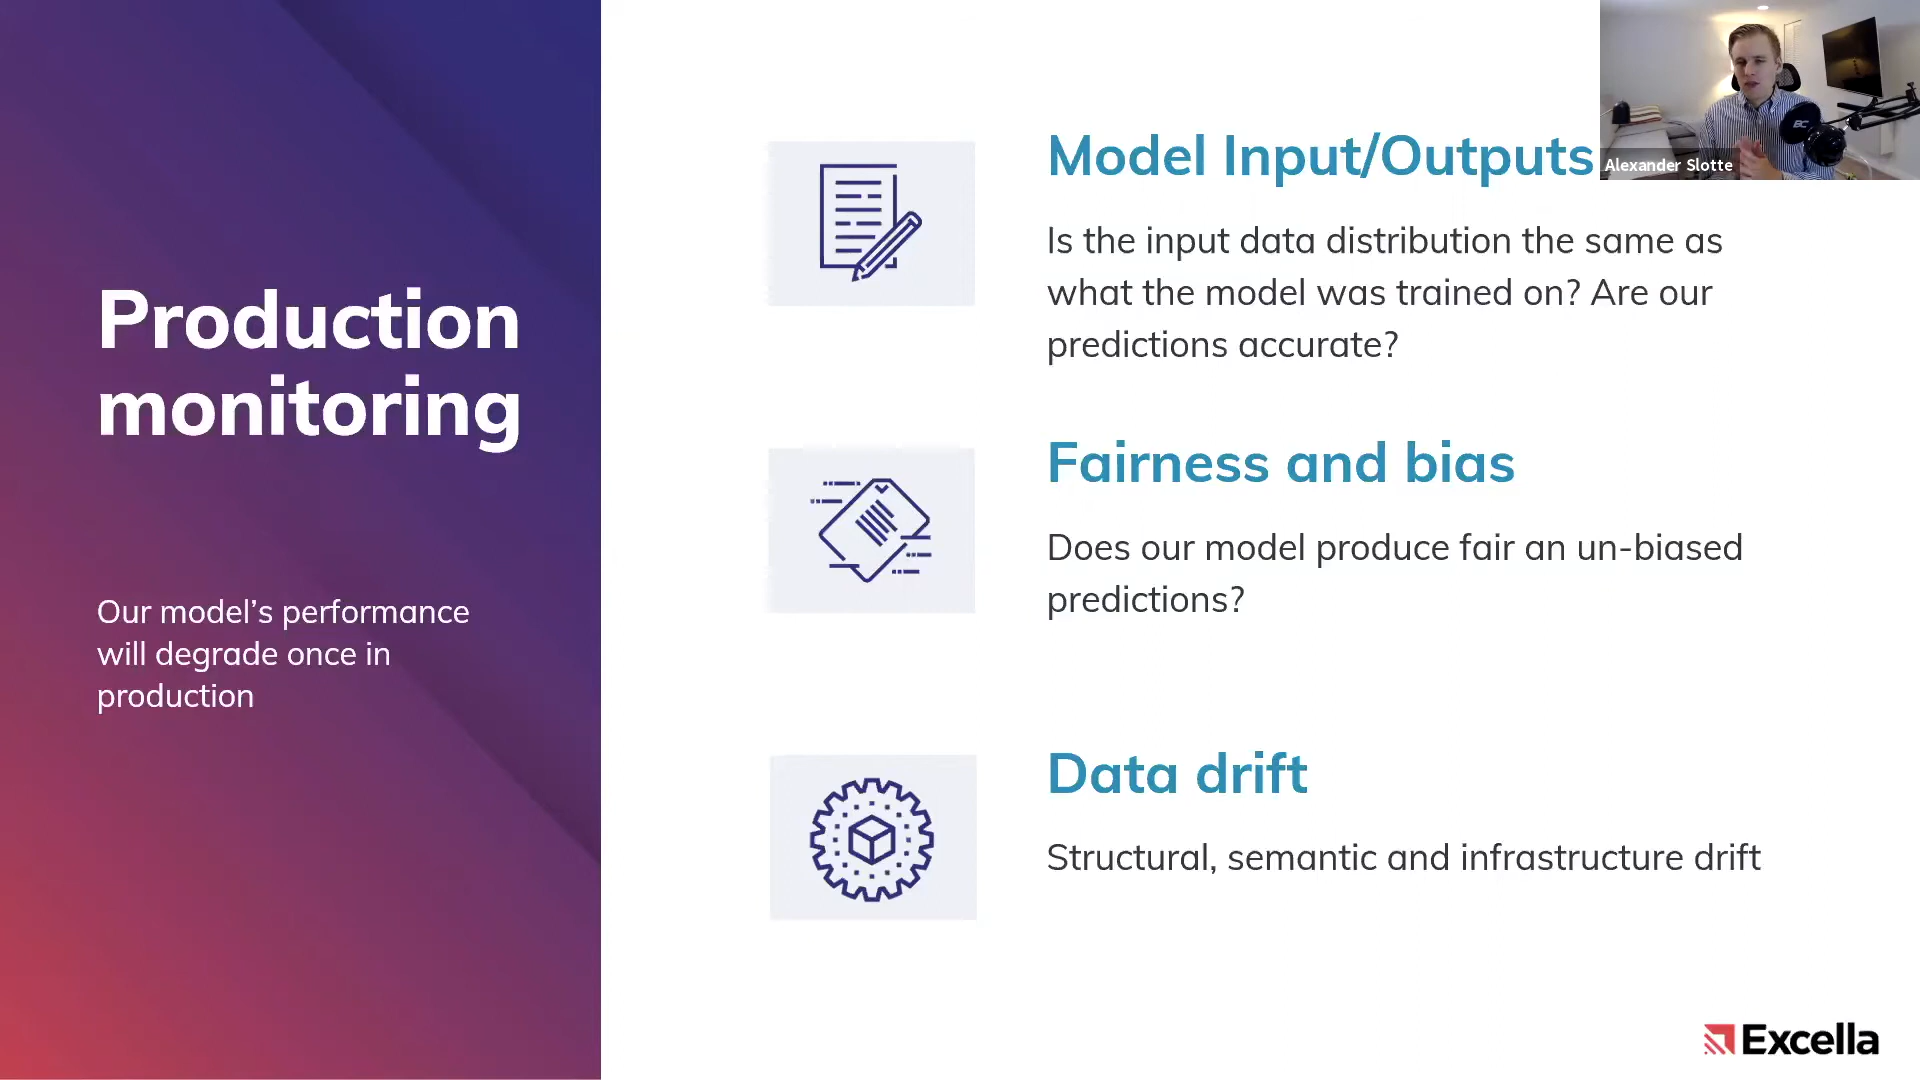 Production
monitoring
Our model's performance
will degrade once in
production
Model Input/Outputs
Is the input data distribution the same as
what the model was trained on? Are our
predictions accurate?
Fairness and bias
Does our model produce fair an un-biased
predictions?
Data drift
Structural, semantic and infrastructure drift
Alexander Slotte
Excella